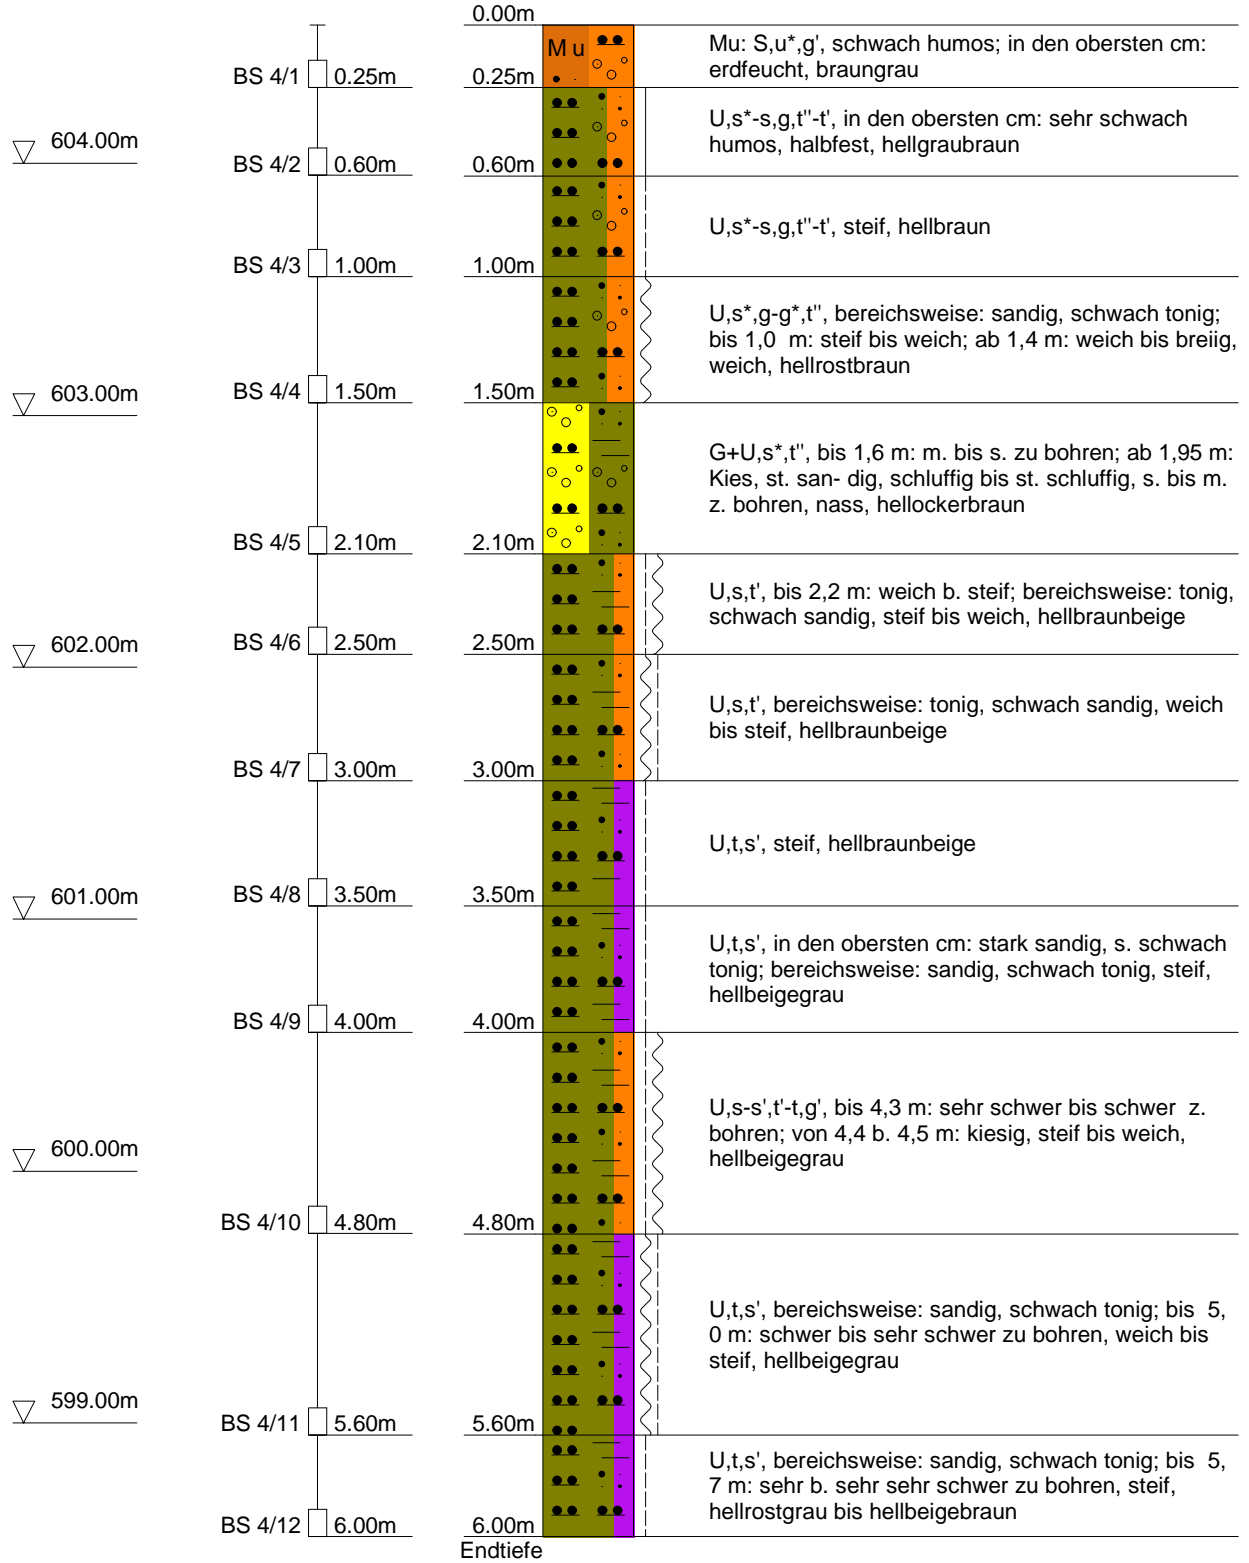 0.00m
Mu
Mu: S,u*,g', schwach humos; in den obersten cm:
erdfeucht, braungrau
BS 4/1 0.25m 0.25m
604.00m
U,s*-s,g,t''-t', in den obersten cm: sehr schwach
humos, halbfest, hellgraubraun
BS 4/2 0.60m 0.60m
U,s*-s,g,t''-t', steif, hellbraun
BS 4/3 1.00m 1.00m
U,s*,g-g*,t'', bereichsweise: sandig, schwach tonig;
bis 1,0 m: steif bis weich; ab 1,4 m: weich bis breiig,
weich, hellrostbraun
603.00m
BS 4/4 1.50m 1.50m
G+U,s*,t'', bis 1,6 m: m. bis s. zu bohren; ab 1,95 m:
Kies, st. san- dig, schluffig bis st. schluffig, s. bis m.
z. bohren, nass, hellockerbraun
BS 4/5 2.10m 2.10m
U,s,t', bis 2,2 m: weich b. steif; bereichsweise: tonig,
schwach sandig, steif bis weich, hellbraunbeige
602.00m
BS 4/6 2.50m 2.50m
U,s,t', bereichsweise: tonig, schwach sandig, weich
bis steif, hellbraunbeige
BS 4/7 3.00m 3.00m
U,t,s', steif, hellbraunbeige
601.00m
BS 4/8 3.50m 3.50m
U,t,s', in den obersten cm: stark sandig, s. schwach
tonig; bereichsweise: sandig, schwach tonig, steif,
hellbeigegrau
BS 4/9 4.00m 4.00m
U,s-s',t'-t,g', bis 4,3 m: sehr schwer bis schwer z.
bohren; von 4,4 b. 4,5 m: kiesig, steif bis weich,
hellbeigegrau
600.00m
BS 4/10 4.80m 4.80m
U,t,s', bereichsweise: sandig, schwach tonig; bis 5,
0 m: schwer bis sehr schwer zu bohren, weich bis
steif, hellbeigegrau
599.00m
BS 4/11 5.60m 5.60m
U,t,s', bereichsweise: sandig, schwach tonig; bis 5,
7 m: sehr b. sehr sehr schwer zu bohren, steif,
hellrostgrau bis hellbeigebraun
BS 4/12 6.00m 6.00m
Endtiefe